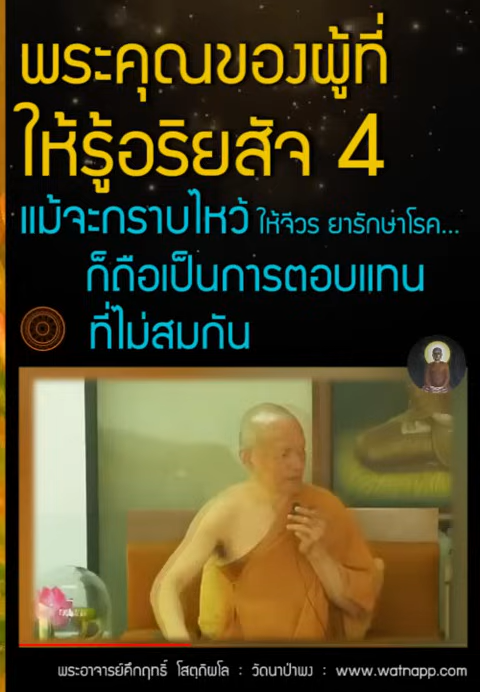 พระคุณของผู้ที่
ให้รู้อริยสัจ 4
แม้จะกราบไหว้ ให้จีวร ยารักษาโรค...
ก็ถือเป็นการตอบแทน
ที่ไม่สมกัน
พระอาจารย์คึกฤทธิ์ โสตฺถิผโล : วัดนาป่าพง : www.watnapp.com